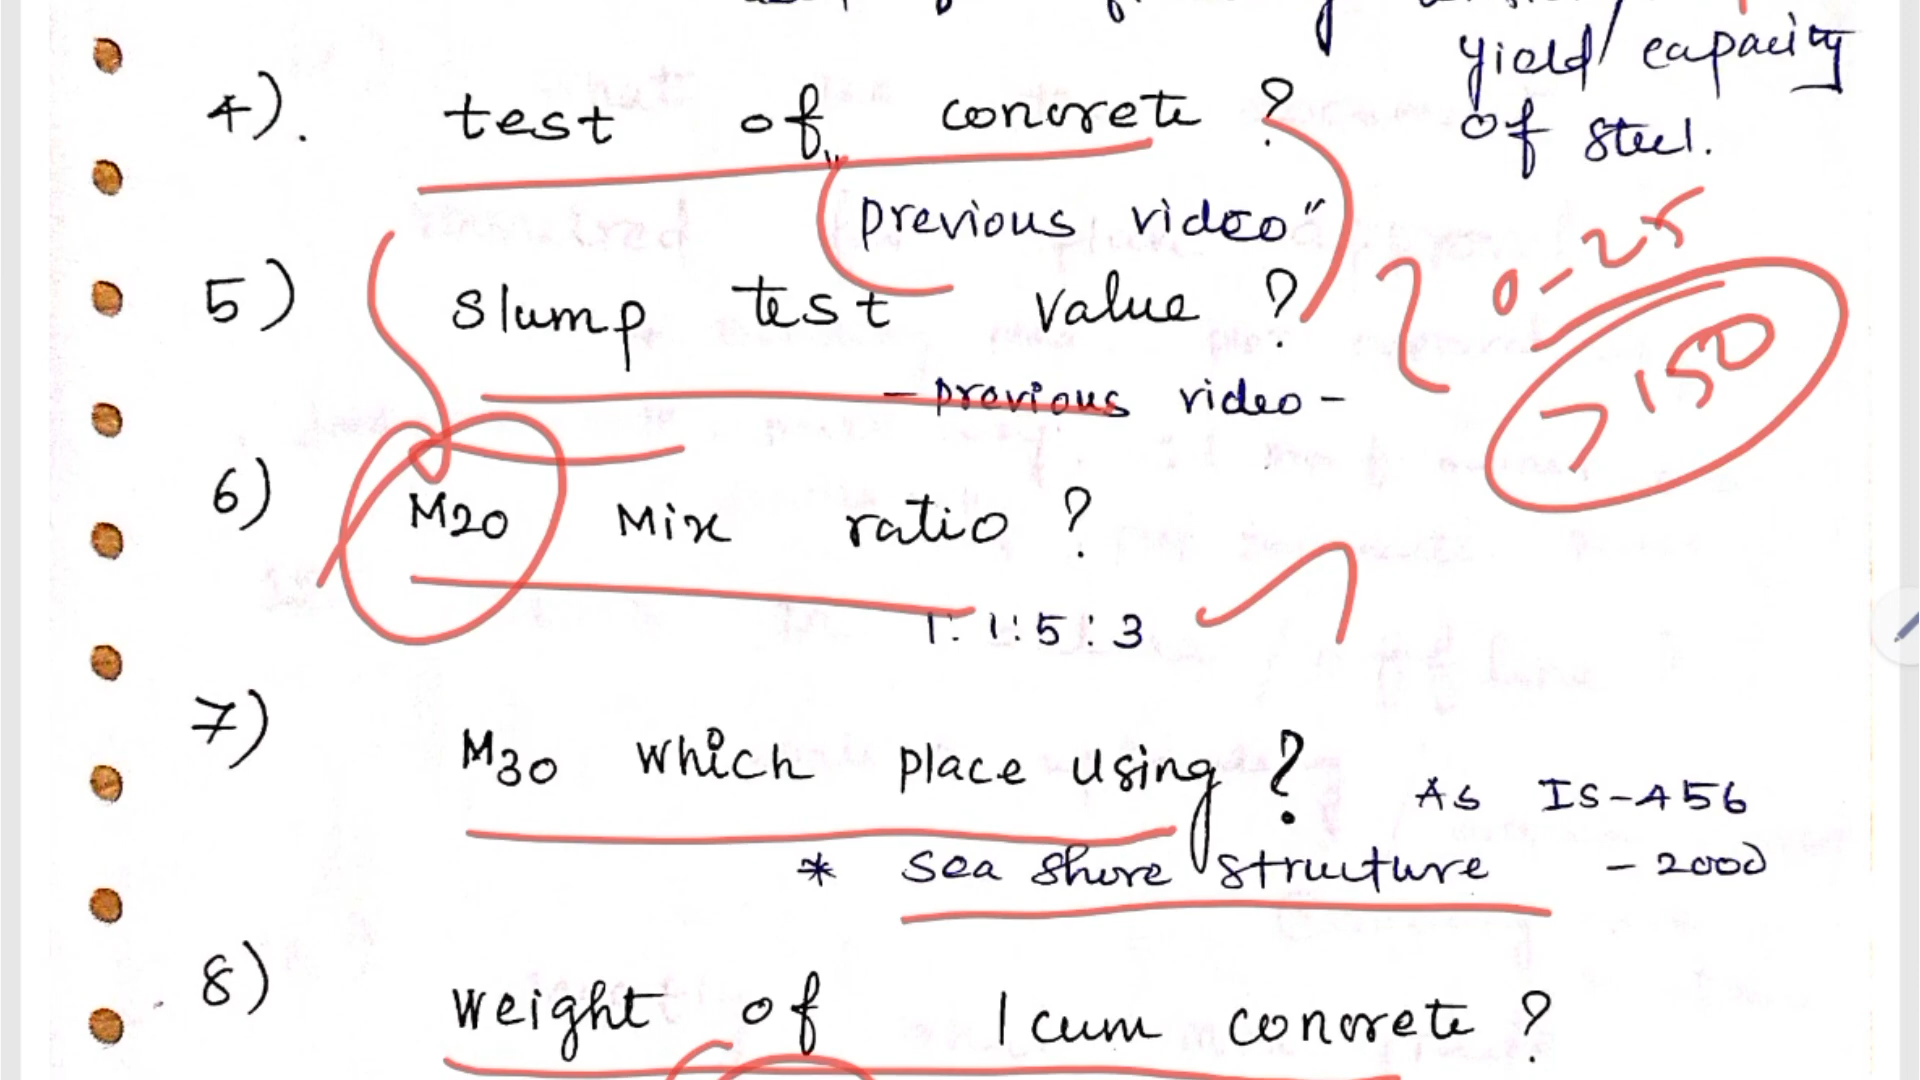 yield/capacity
of steel.
4). test of concrete ?
"previous video"
5) Slump test value ?
0-25
>150
- previous video -
6) M20 Mix ratio ?
1: 1:5:3
7) M30 which place using ?
As IS-456
* Sea shore structure - 2000
8) Weight of 1 cum concrete ?